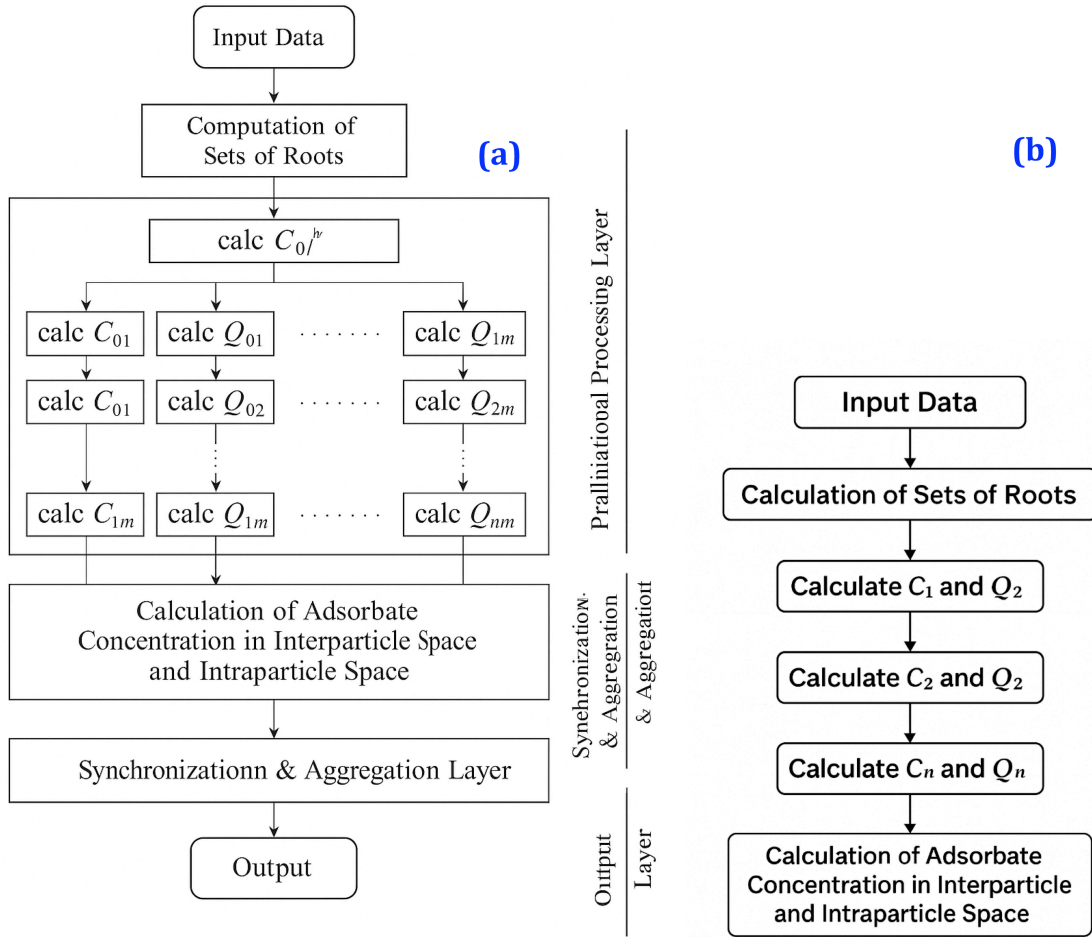 Input Data
Computation of
Sets of Roots
(a)
calc C₀/ʰʳ
calc C₀₁
calc Q₀₁
. . . . . . .
calc Q₁ₘ
calc C₀₁
calc Q₀₂
. . . . . . .
calc Q₂ₘ
calc C₁ₘ
calc Q₁ₘ
. . . . . . .
calc Qₙₘ
Calculation of Adsorbate
Concentration in Interparticle Space
and Intraparticle Space
Synchronizationn & Aggregation Layer
Output
Pralliniatioual Processing Layer
Synehronization·
& Aggregration
& Aggregation
Output
Layer
(b)
Input Data
Calculation of Sets of Roots
Calculate C₁ and Q₂
Calculate C₂ and Q₂
Calculate Cₙ and Qₙ
Calculation of Adsorbate
Concentration in Interparticle
and Intraparticle Space